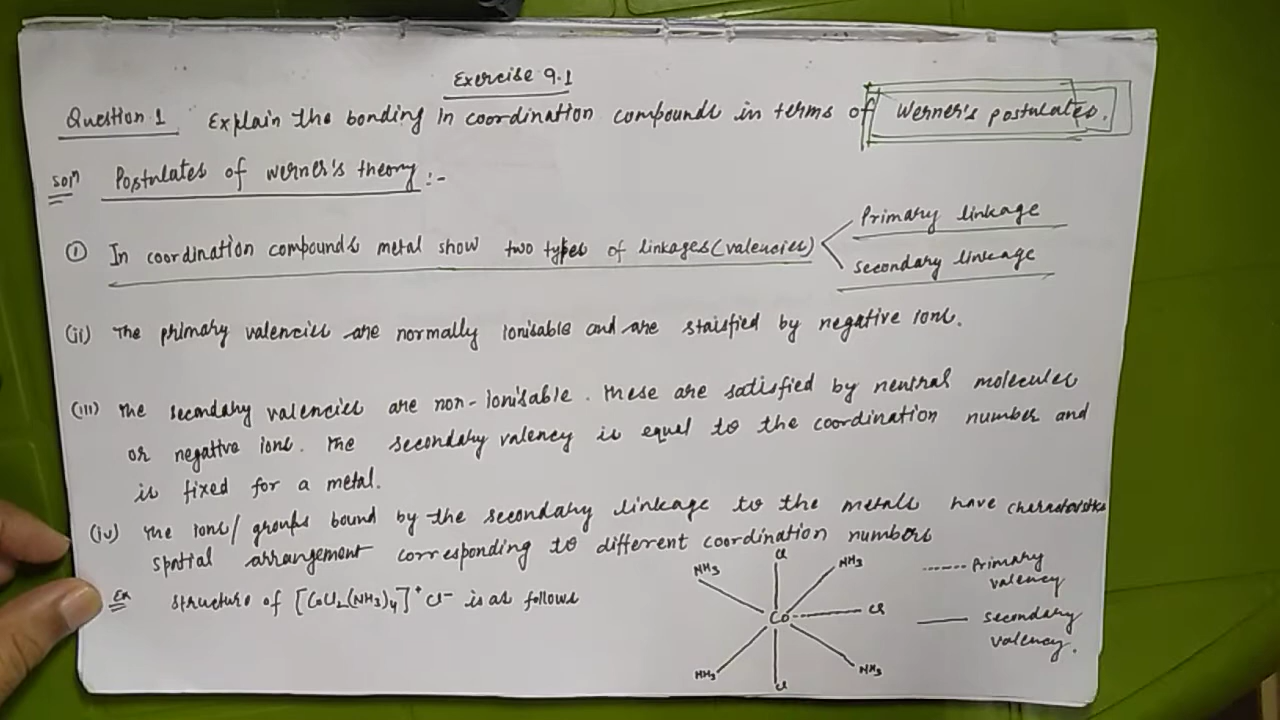 Exercise 9.1
Question 1 Explain the bonding in coordination compounds in terms of Werner's postulates.
Solⁿ Postulates of Werner's theory :-
① In coordination compounds metal show two types of linkages (valencies)
Primary linkage
secondary linkage
(ii) The primary valencies are normally ionisable and are staisfied by negative ions.
(iii) The secondary valencies are non-ionisable. These are satisfied by neutral molecules
or negative ions. The secondary valency is equal to the coordination number and
is fixed for a metal.
(iv) The ions/groups bound by the secondary linkage to the metals have characteristics
spatial arrangement corresponding to different coordination numbers
Ex structure of [CoCl₂(NH₃)₄]⁺ Cl⁻ is as follows
NH₃ Cl NH₃
Co Cl
NH₃ Cl NH₃
Primary
valency
secondary
valency.